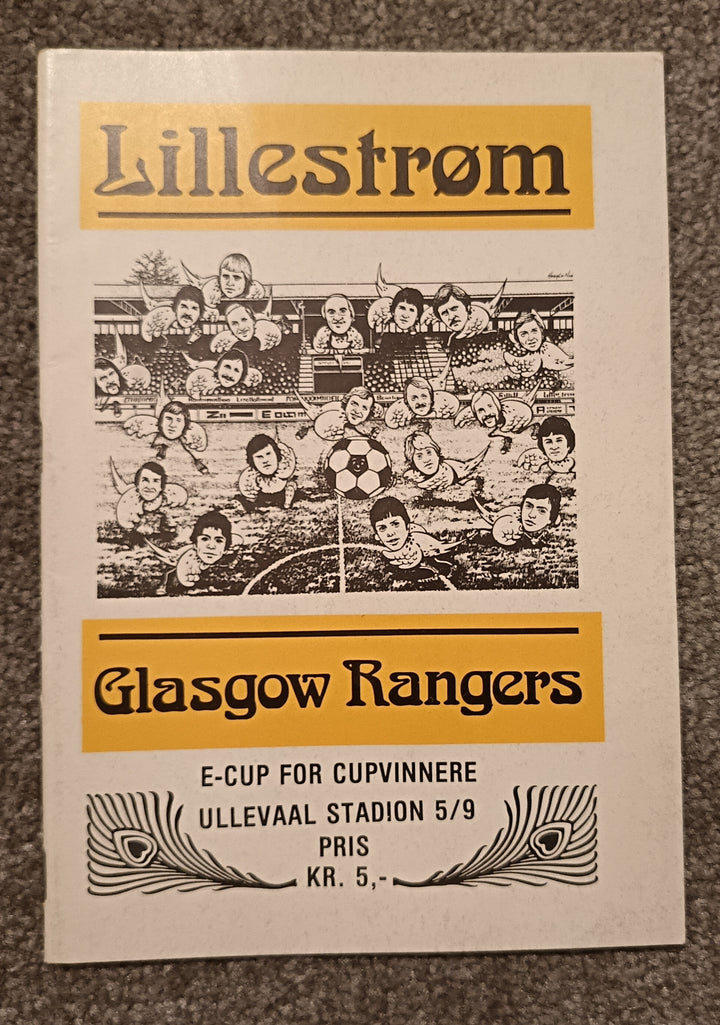 Lillestrøm
Glasgow Rangers
E-CUP FOR CUPVINNERE
ULLEVAAL STADION 5/9
PRIS
KR. 5,-